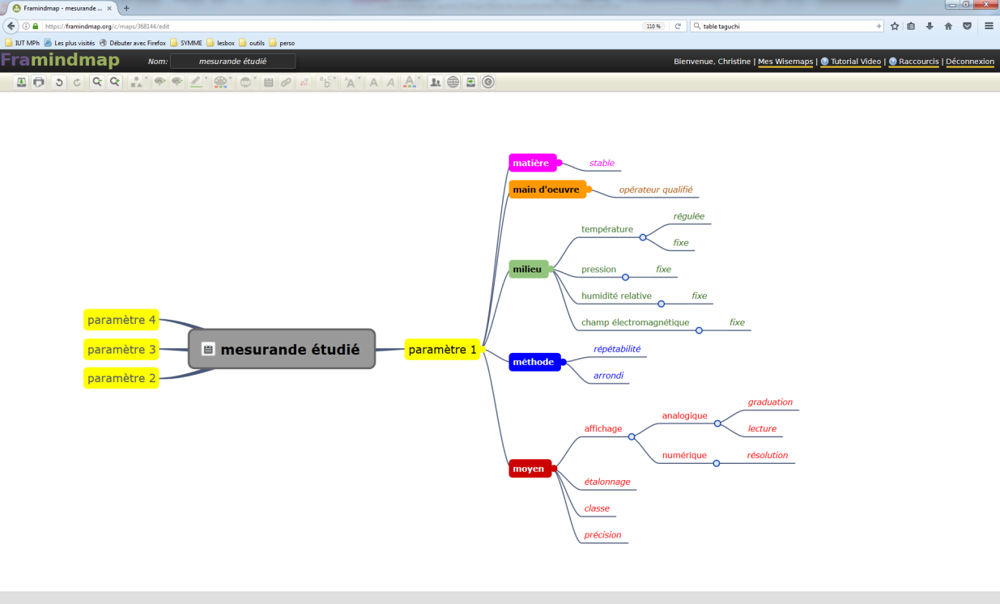 Framindmap - mesurande ...
https://framindmap.org/c/maps/368144/edit
110 %
table taguchi
IUT MPh
Les plus visités
Débuter avec Firefox
SYMME
lesbox
outils
perso
Framindmap
Nom:
mesurande étudié
Bienvenue, Christine | Mes Wisemaps | Tutorial Video | Raccourcis | Déconnexion
matière
stable
main d'oeuvre
opérateur qualifié
milieu
température
régulée
fixe
pression
fixe
humidité relative
fixe
champ électromagnétique
fixe
paramètre 4
paramètre 3
paramètre 2
mesurande étudié
paramètre 1
méthode
répétabilité
arrondi
moyen
affichage
analogique
graduation
lecture
numérique
résolution
étalonnage
classe
précision